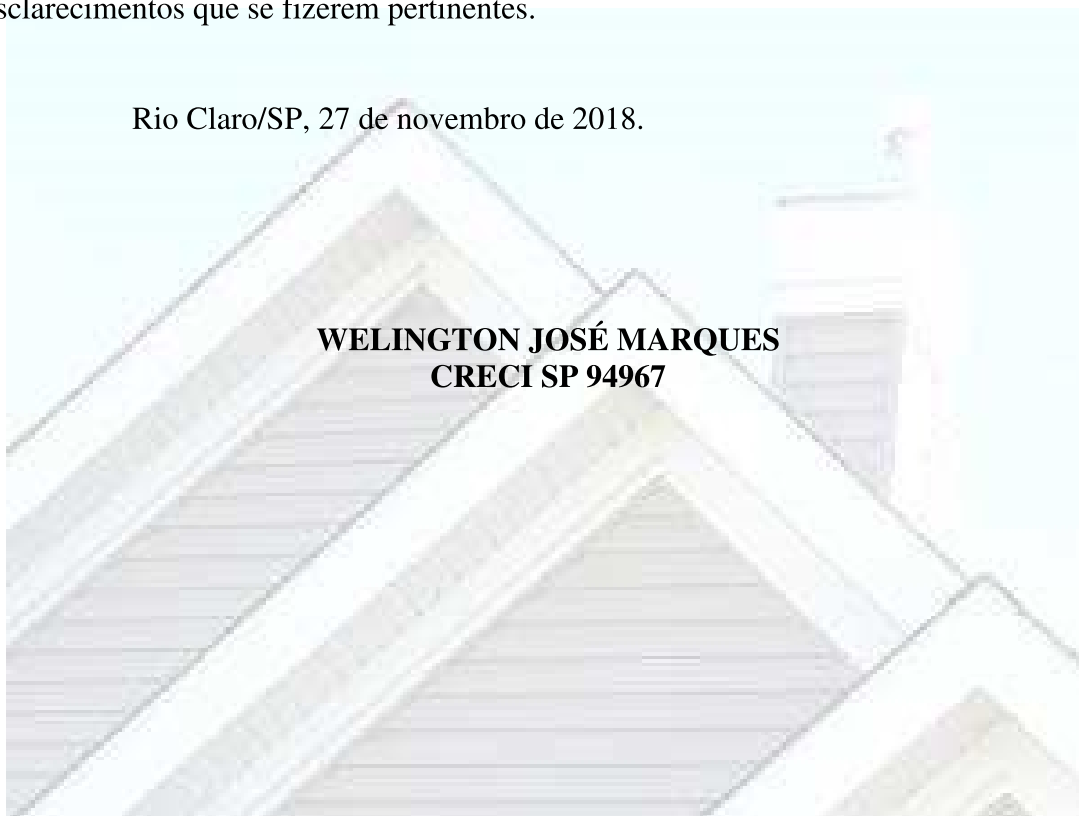 sclarecimentos que se fizerem pertinentes.
Rio Claro/SP, 27 de novembro de 2018.
WELINGTON JOSÉ MARQUES
CRECI SP 94967